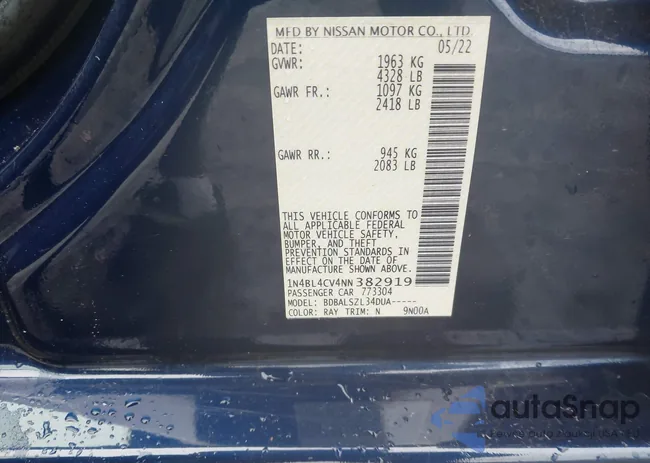 MFD BY NISSAN MOTOR CO., LTD
DATE: 05/22
GVWR: 1963 KG
4328 LB
GAWR FR.: 1097 KG
2418 LB
GAWR RR.: 945 KG
2083 LB
THIS VEHICLE CONFORMS TO
ALL APPLICABLE FEDERAL
MOTOR VEHICLE SAFETY,
BUMPER, AND THEFT
PREVENTION STANDARDS IN
EFFECT ON THE DATE OF
MANUFACTURE SHOWN ABOVE.
1N4BL4CV4NN382919
PASSENGER CAR 773304
MODEL: BDBALSZL34DUA-----
COLOR: RAY TRIM: N 9N00A
autaSnap